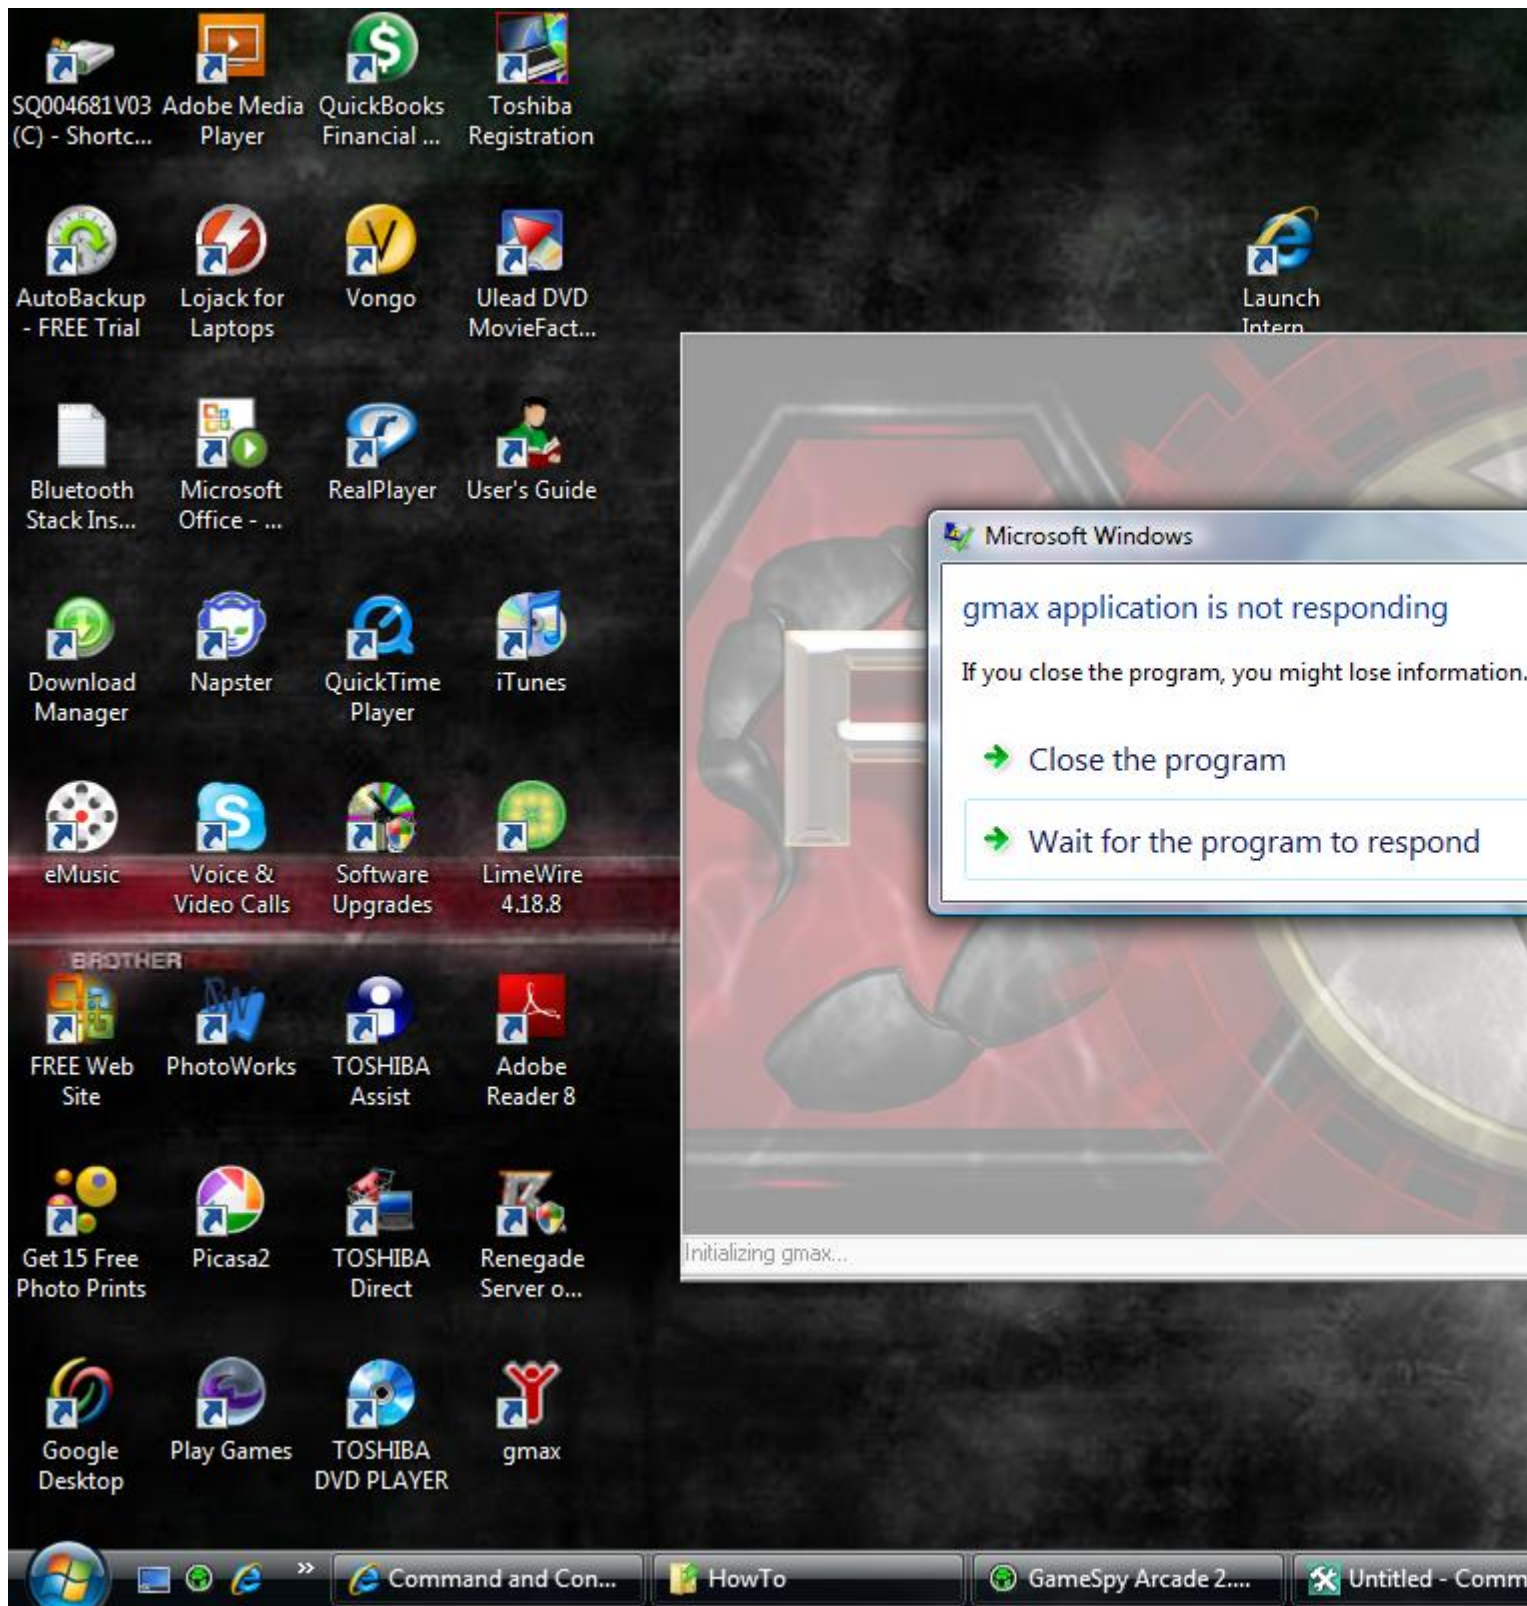 SQ004681V03
(C) - Shortc...
Adobe Media
Player
QuickBooks
Financial ...
Toshiba
Registration
AutoBackup
- FREE Trial
Lojack for
Laptops
Vongo
Ulead DVD
MovieFact...
Launch
Intern
Bluetooth
Stack Ins...
Microsoft
Office - ...
RealPlayer
User's Guide
Microsoft Windows
gmax application is not responding
If you close the program, you might lose information.
Close the program
Wait for the program to respond
Download
Manager
Napster
QuickTime
Player
iTunes
eMusic
Voice &
Video Calls
Software
Upgrades
LimeWire
4.18.8
BROTHER
FREE Web
Site
PhotoWorks
TOSHIBA
Assist
Adobe
Reader 8
Get 15 Free
Photo Prints
Picasa2
TOSHIBA
Direct
Renegade
Server o...
Initializing gmax...
Google
Desktop
Play Games
TOSHIBA
DVD PLAYER
gmax
Command and Con...
HowTo
GameSpy Arcade 2....
Untitled - Comm